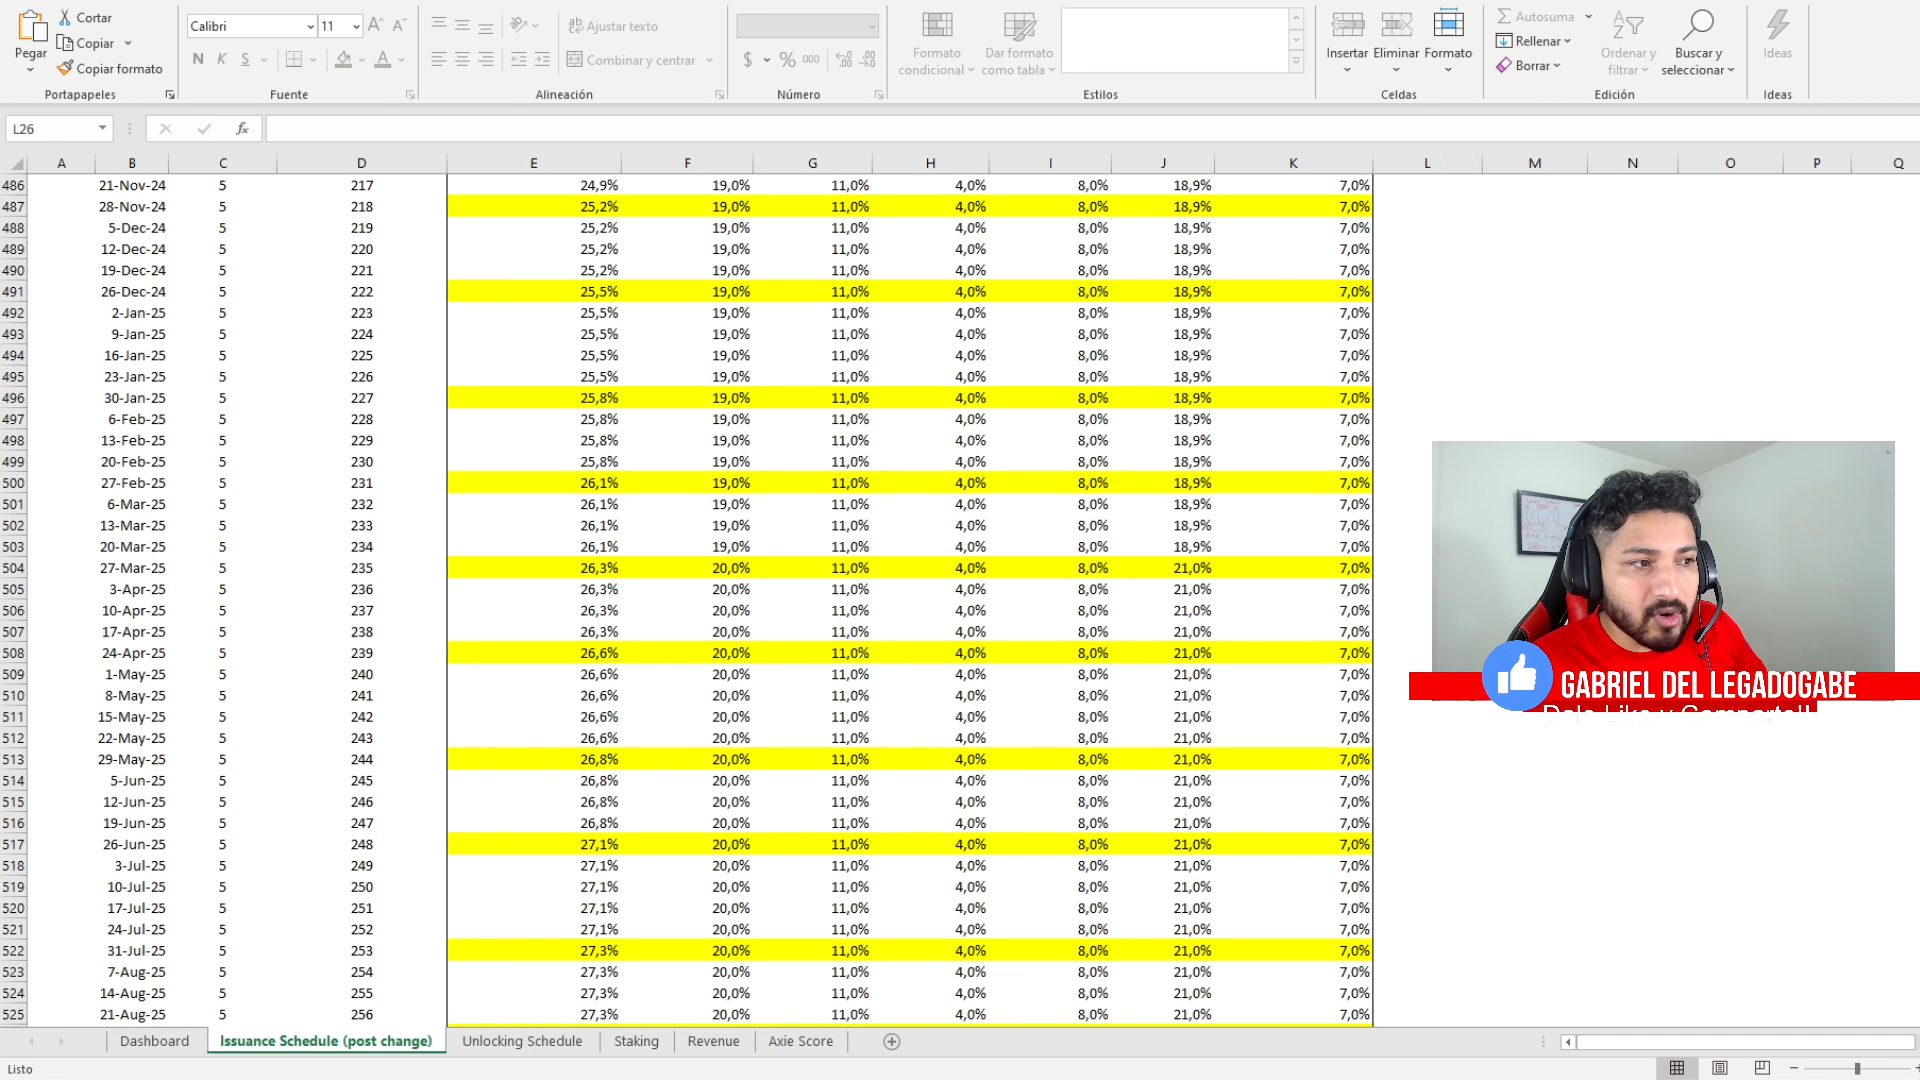 Pegar
Cortar
Copiar
Copiar formato
Portapapeles
Calibri
11
N K S
Fuente
Ajustar texto
Combinar y centrar
Alineación
$ % 000
Número
Formato condicional
Dar formato como tabla
Estilos
Insertar
Eliminar
Formato
Celdas
Autosuma
Rellenar
Borrar
Ordenar y filtrar
Buscar y seleccionar
Edición
Ideas
Ideas
L26
fx
A B C D E F G H I J K L M N O P Q
486 21-Nov-24 5 217 24,9% 19,0% 11,0% 4,0% 8,0% 18,9% 7,0%
487 28-Nov-24 5 218 25,2% 19,0% 11,0% 4,0% 8,0% 18,9% 7,0%
488 5-Dec-24 5 219 25,2% 19,0% 11,0% 4,0% 8,0% 18,9% 7,0%
489 12-Dec-24 5 220 25,2% 19,0% 11,0% 4,0% 8,0% 18,9% 7,0%
490 19-Dec-24 5 221 25,2% 19,0% 11,0% 4,0% 8,0% 18,9% 7,0%
491 26-Dec-24 5 222 25,5% 19,0% 11,0% 4,0% 8,0% 18,9% 7,0%
492 2-Jan-25 5 223 25,5% 19,0% 11,0% 4,0% 8,0% 18,9% 7,0%
493 9-Jan-25 5 224 25,5% 19,0% 11,0% 4,0% 8,0% 18,9% 7,0%
494 16-Jan-25 5 225 25,5% 19,0% 11,0% 4,0% 8,0% 18,9% 7,0%
495 23-Jan-25 5 226 25,5% 19,0% 11,0% 4,0% 8,0% 18,9% 7,0%
496 30-Jan-25 5 227 25,8% 19,0% 11,0% 4,0% 8,0% 18,9% 7,0%
497 6-Feb-25 5 228 25,8% 19,0% 11,0% 4,0% 8,0% 18,9% 7,0%
498 13-Feb-25 5 229 25,8% 19,0% 11,0% 4,0% 8,0% 18,9% 7,0%
499 20-Feb-25 5 230 25,8% 19,0% 11,0% 4,0% 8,0% 18,9% 7,0%
500 27-Feb-25 5 231 26,1% 19,0% 11,0% 4,0% 8,0% 18,9% 7,0%
501 6-Mar-25 5 232 26,1% 19,0% 11,0% 4,0% 8,0% 18,9% 7,0%
502 13-Mar-25 5 233 26,1% 19,0% 11,0% 4,0% 8,0% 18,9% 7,0%
503 20-Mar-25 5 234 26,1% 19,0% 11,0% 4,0% 8,0% 18,9% 7,0%
504 27-Mar-25 5 235 26,3% 20,0% 11,0% 4,0% 8,0% 21,0% 7,0%
505 3-Apr-25 5 236 26,3% 20,0% 11,0% 4,0% 8,0% 21,0% 7,0%
506 10-Apr-25 5 237 26,3% 20,0% 11,0% 4,0% 8,0% 21,0% 7,0%
507 17-Apr-25 5 238 26,3% 20,0% 11,0% 4,0% 8,0% 21,0% 7,0%
508 24-Apr-25 5 239 26,6% 20,0% 11,0% 4,0% 8,0% 21,0% 7,0%
509 1-May-25 5 240 26,6% 20,0% 11,0% 4,0% 8,0% 21,0% 7,0%
510 8-May-25 5 241 26,6% 20,0% 11,0% 4,0% 8,0% 21,0% 7,0%
511 15-May-25 5 242 26,6% 20,0% 11,0% 4,0% 8,0% 21,0% 7,0%
512 22-May-25 5 243 26,6% 20,0% 11,0% 4,0% 8,0% 21,0% 7,0%
513 29-May-25 5 244 26,8% 20,0% 11,0% 4,0% 8,0% 21,0% 7,0%
514 5-Jun-25 5 245 26,8% 20,0% 11,0% 4,0% 8,0% 21,0% 7,0%
515 12-Jun-25 5 246 26,8% 20,0% 11,0% 4,0% 8,0% 21,0% 7,0%
516 19-Jun-25 5 247 26,8% 20,0% 11,0% 4,0% 8,0% 21,0% 7,0%
517 26-Jun-25 5 248 27,1% 20,0% 11,0% 4,0% 8,0% 21,0% 7,0%
518 3-Jul-25 5 249 27,1% 20,0% 11,0% 4,0% 8,0% 21,0% 7,0%
519 10-Jul-25 5 250 27,1% 20,0% 11,0% 4,0% 8,0% 21,0% 7,0%
520 17-Jul-25 5 251 27,1% 20,0% 11,0% 4,0% 8,0% 21,0% 7,0%
521 24-Jul-25 5 252 27,1% 20,0% 11,0% 4,0% 8,0% 21,0% 7,0%
522 31-Jul-25 5 253 27,3% 20,0% 11,0% 4,0% 8,0% 21,0% 7,0%
523 7-Aug-25 5 254 27,3% 20,0% 11,0% 4,0% 8,0% 21,0% 7,0%
524 14-Aug-25 5 255 27,3% 20,0% 11,0% 4,0% 8,0% 21,0% 7,0%
525 21-Aug-25 5 256 27,3% 20,0% 11,0% 4,0% 8,0% 21,0% 7,0%
GABRIEL DEL LEGADOGABE
Dashboard
Issuance Schedule (post change)
Unlocking Schedule
Staking
Revenue
Axie Score
Listo